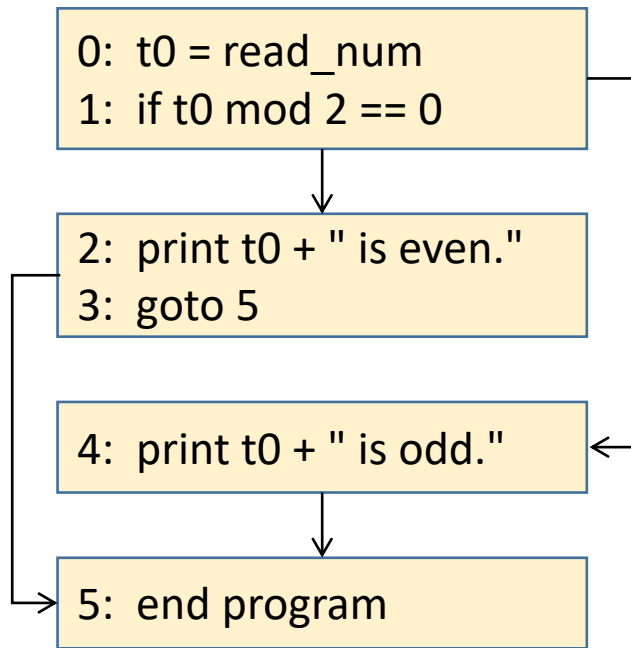 0: t0 = read_num
1: if t0 mod 2 == 0
2: print t0 + " is even."
3: goto 5
4: print t0 + " is odd."
5: end program